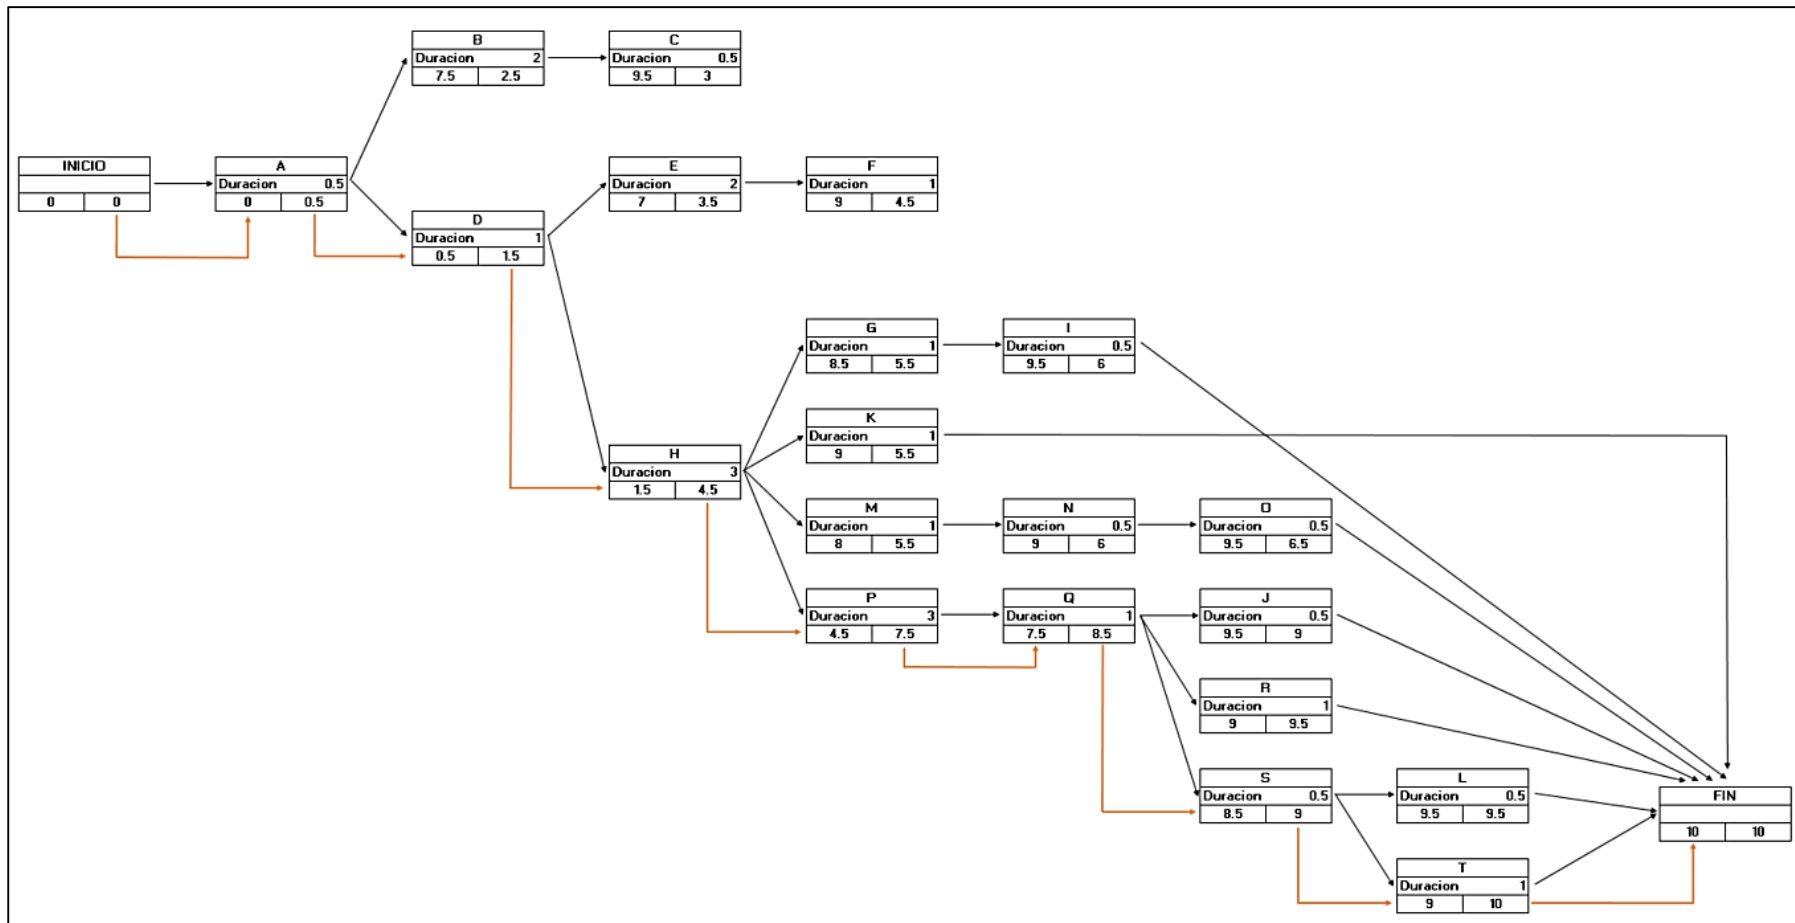 B
Duracion 2
7.5 2.5
C
Duracion 0.5
9.5 3
INICIO
0 0
A
Duracion 0.5
0 0.5
E
Duracion 2
7 3.5
F
Duracion 1
9 4.5
D
Duracion 1
0.5 1.5
G
Duracion 1
8.5 5.5
I
Duracion 0.5
9.5 6
K
Duracion 1
9 5.5
H
Duracion 3
1.5 4.5
M
Duracion 1
8 5.5
N
Duracion 0.5
9 6
O
Duracion 0.5
9.5 6.5
P
Duracion 3
4.5 7.5
Q
Duracion 1
7.5 8.5
J
Duracion 0.5
9.5 9
R
Duracion 1
9 9.5
S
Duracion 0.5
8.5 9
L
Duracion 0.5
9.5 9.5
FIN
10 10
T
Duracion 1
9 10